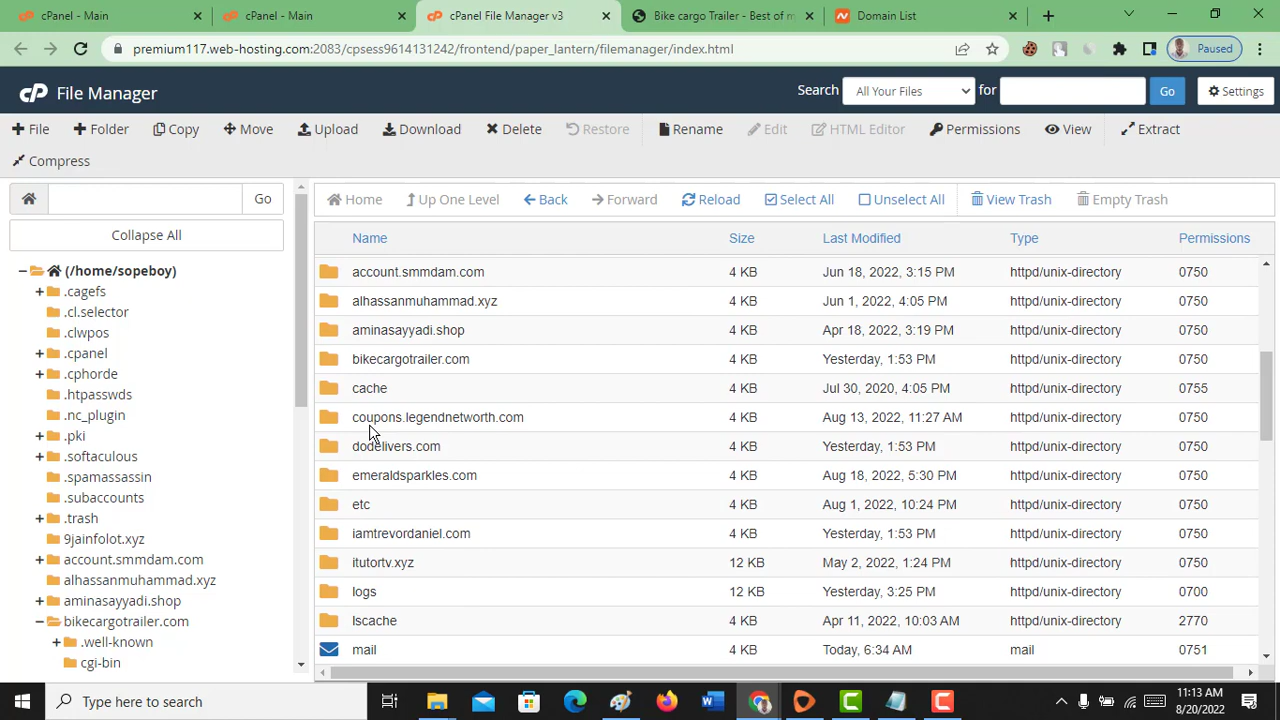 cPanel - Main
cPanel - Main
cPanel File Manager v3
Bike cargo Trailer - Best of m
Domain List
premium117.web-hosting.com:2083/cpsess9614131242/frontend/paper_lantern/filemanager/index.html
Paused
cP File Manager
Search All Your Files for Go Settings
File Folder Copy Move Upload Download Delete Restore Rename Edit HTML Editor Permissions View Extract
Compress
Go
Collapse All
(/home/sopeboy)
.cagefs
.cl.selector
.clwpos
.cpanel
.cphorde
.htpasswds
.nc_plugin
.pki
.softaculous
.spamassassin
.subaccounts
.trash
9jainfolot.xyz
account.smmdam.com
alhassanmuhammad.xyz
aminasayyadi.shop
bikecargotrailer.com
.well-known
cgi-bin
Home Up One Level Back Forward Reload Select All Unselect All View Trash Empty Trash
Name Size Last Modified Type Permissions
account.smmdam.com 4 KB Jun 18, 2022, 3:15 PM httpd/unix-directory 0750
alhassanmuhammad.xyz 4 KB Jun 1, 2022, 4:05 PM httpd/unix-directory 0750
aminasayyadi.shop 4 KB Apr 18, 2022, 3:19 PM httpd/unix-directory 0750
bikecargotrailer.com 4 KB Yesterday, 1:53 PM httpd/unix-directory 0750
cache 4 KB Jul 30, 2020, 4:05 PM httpd/unix-directory 0755
coupons.legendnetworth.com 4 KB Aug 13, 2022, 11:27 AM httpd/unix-directory 0750
dodelivers.com 4 KB Yesterday, 1:53 PM httpd/unix-directory 0750
emeraldsparkles.com 4 KB Aug 18, 2022, 5:30 PM httpd/unix-directory 0750
etc 4 KB Aug 1, 2022, 10:24 PM httpd/unix-directory 0750
iamtrevordaniel.com 4 KB Yesterday, 1:53 PM httpd/unix-directory 0750
itutortv.xyz 12 KB May 2, 2022, 1:24 PM httpd/unix-directory 0750
logs 12 KB Yesterday, 3:25 PM httpd/unix-directory 0700
lscache 4 KB Apr 11, 2022, 10:03 AM httpd/unix-directory 2770
mail 4 KB Today, 6:34 AM mail 0751
Type here to search
11:13 AM
8/20/2022